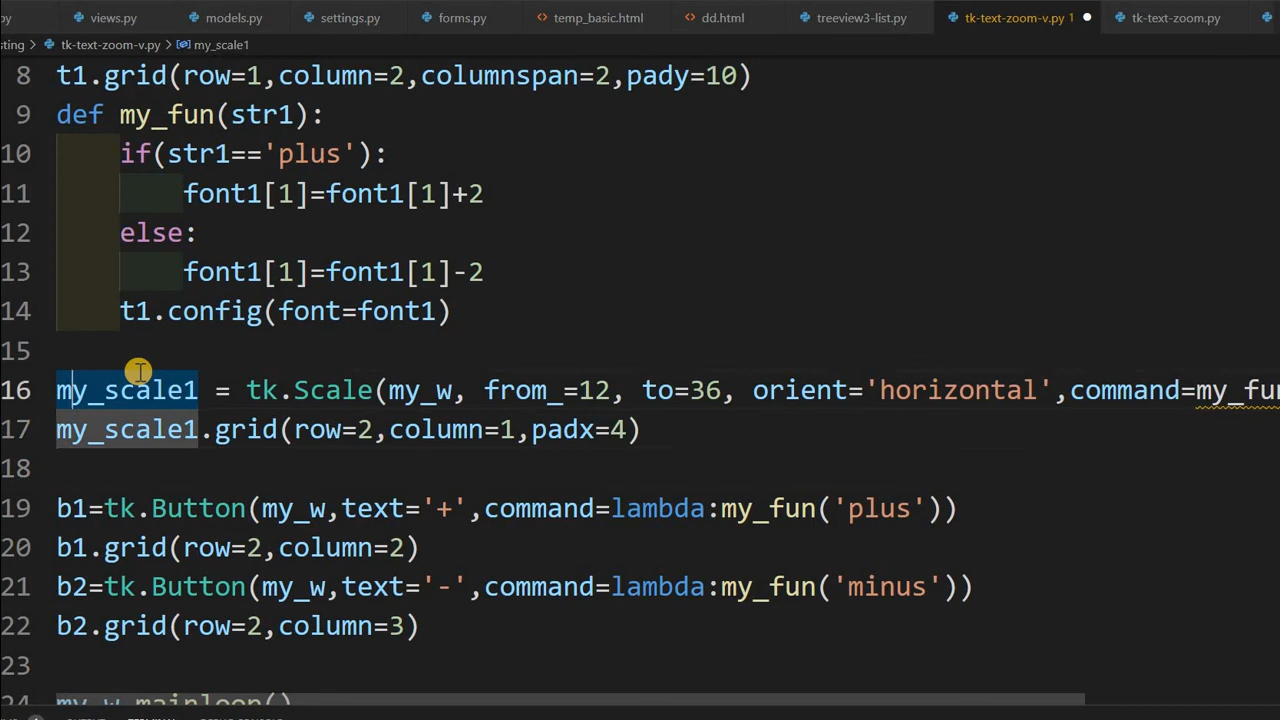 py views.py models.py settings.py forms.py temp_basic.html dd.html treeview3-list.py tk-text-zoom-v.py 1 tk-text-zoom.py
sting > tk-text-zoom-v.py > my_scale1
8 t1.grid(row=1,column=2,columnspan=2,pady=10)
9 def my_fun(str1):
10 if(str1=='plus'):
11 font1[1]=font1[1]+2
12 else:
13 font1[1]=font1[1]-2
14 t1.config(font=font1)
15
16 my_scale1 = tk.Scale(my_w, from_=12, to=36, orient='horizontal',command=my_fu
17 my_scale1.grid(row=2,column=1,padx=4)
18
19 b1=tk.Button(my_w,text='+',command=lambda:my_fun('plus'))
20 b1.grid(row=2,column=2)
21 b2=tk.Button(my_w,text='-',command=lambda:my_fun('minus'))
22 b2.grid(row=2,column=3)
23
24 my_w.mainloop()